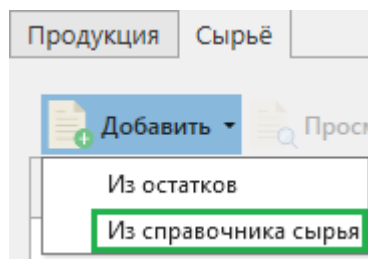 Продукция Сырьё
Добавить
Из остатков
Из справочника сырья